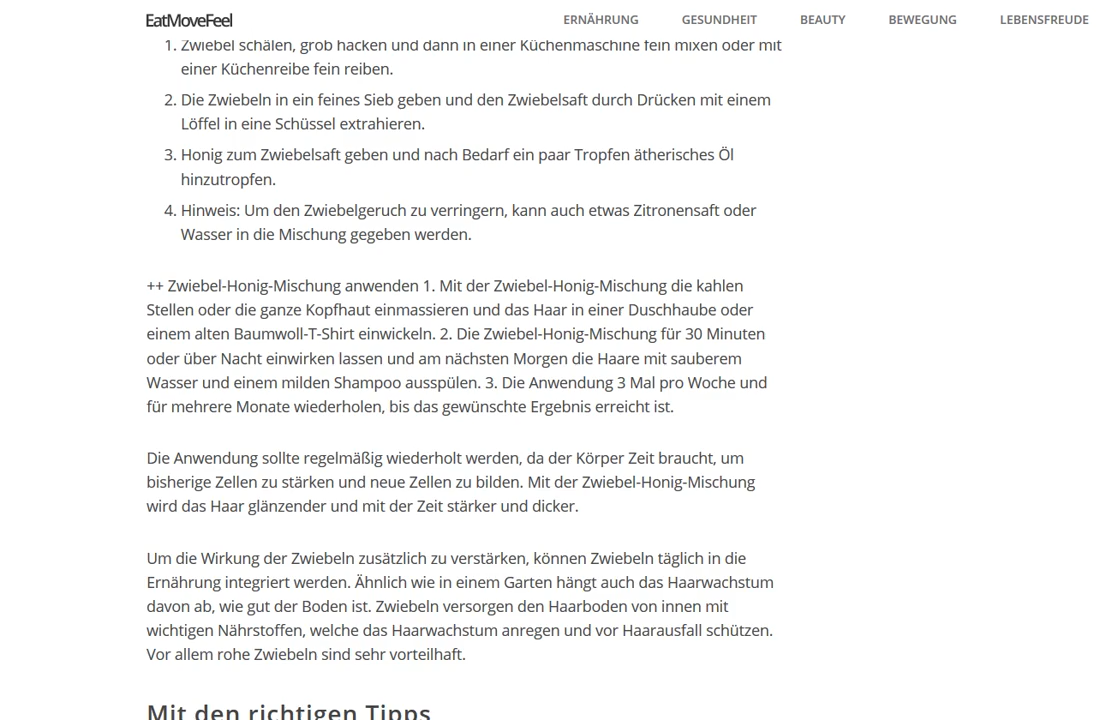 EatMoveFeel
ERNÄHRUNG GESUNDHEIT BEAUTY BEWEGUNG LEBENSFREUDE
1. Zwiebel schälen, grob hacken und dann in einer Küchenmaschine fein mixen oder mit
einer Küchenreibe fein reiben.
2. Die Zwiebeln in ein feines Sieb geben und den Zwiebelsaft durch Drücken mit einem
Löffel in eine Schüssel extrahieren.
3. Honig zum Zwiebelsaft geben und nach Bedarf ein paar Tropfen ätherisches Öl
hinzutropfen.
4. Hinweis: Um den Zwiebelgeruch zu verringern, kann auch etwas Zitronensaft oder
Wasser in die Mischung gegeben werden.
++ Zwiebel-Honig-Mischung anwenden 1. Mit der Zwiebel-Honig-Mischung die kahlen
Stellen oder die ganze Kopfhaut einmassieren und das Haar in einer Duschhaube oder
einem alten Baumwoll-T-Shirt einwickeln. 2. Die Zwiebel-Honig-Mischung für 30 Minuten
oder über Nacht einwirken lassen und am nächsten Morgen die Haare mit sauberem
Wasser und einem milden Shampoo ausspülen. 3. Die Anwendung 3 Mal pro Woche und
für mehrere Monate wiederholen, bis das gewünschte Ergebnis erreicht ist.
Die Anwendung sollte regelmäßig wiederholt werden, da der Körper Zeit braucht, um
bisherige Zellen zu stärken und neue Zellen zu bilden. Mit der Zwiebel-Honig-Mischung
wird das Haar glänzender und mit der Zeit stärker und dicker.
Um die Wirkung der Zwiebeln zusätzlich zu verstärken, können Zwiebeln täglich in die
Ernährung integriert werden. Ähnlich wie in einem Garten hängt auch das Haarwachstum
davon ab, wie gut der Boden ist. Zwiebeln versorgen den Haarboden von innen mit
wichtigen Nährstoffen, welche das Haarwachstum anregen und vor Haarausfall schützen.
Vor allem rohe Zwiebeln sind sehr vorteilhaft.
Mit den richtigen Tipps